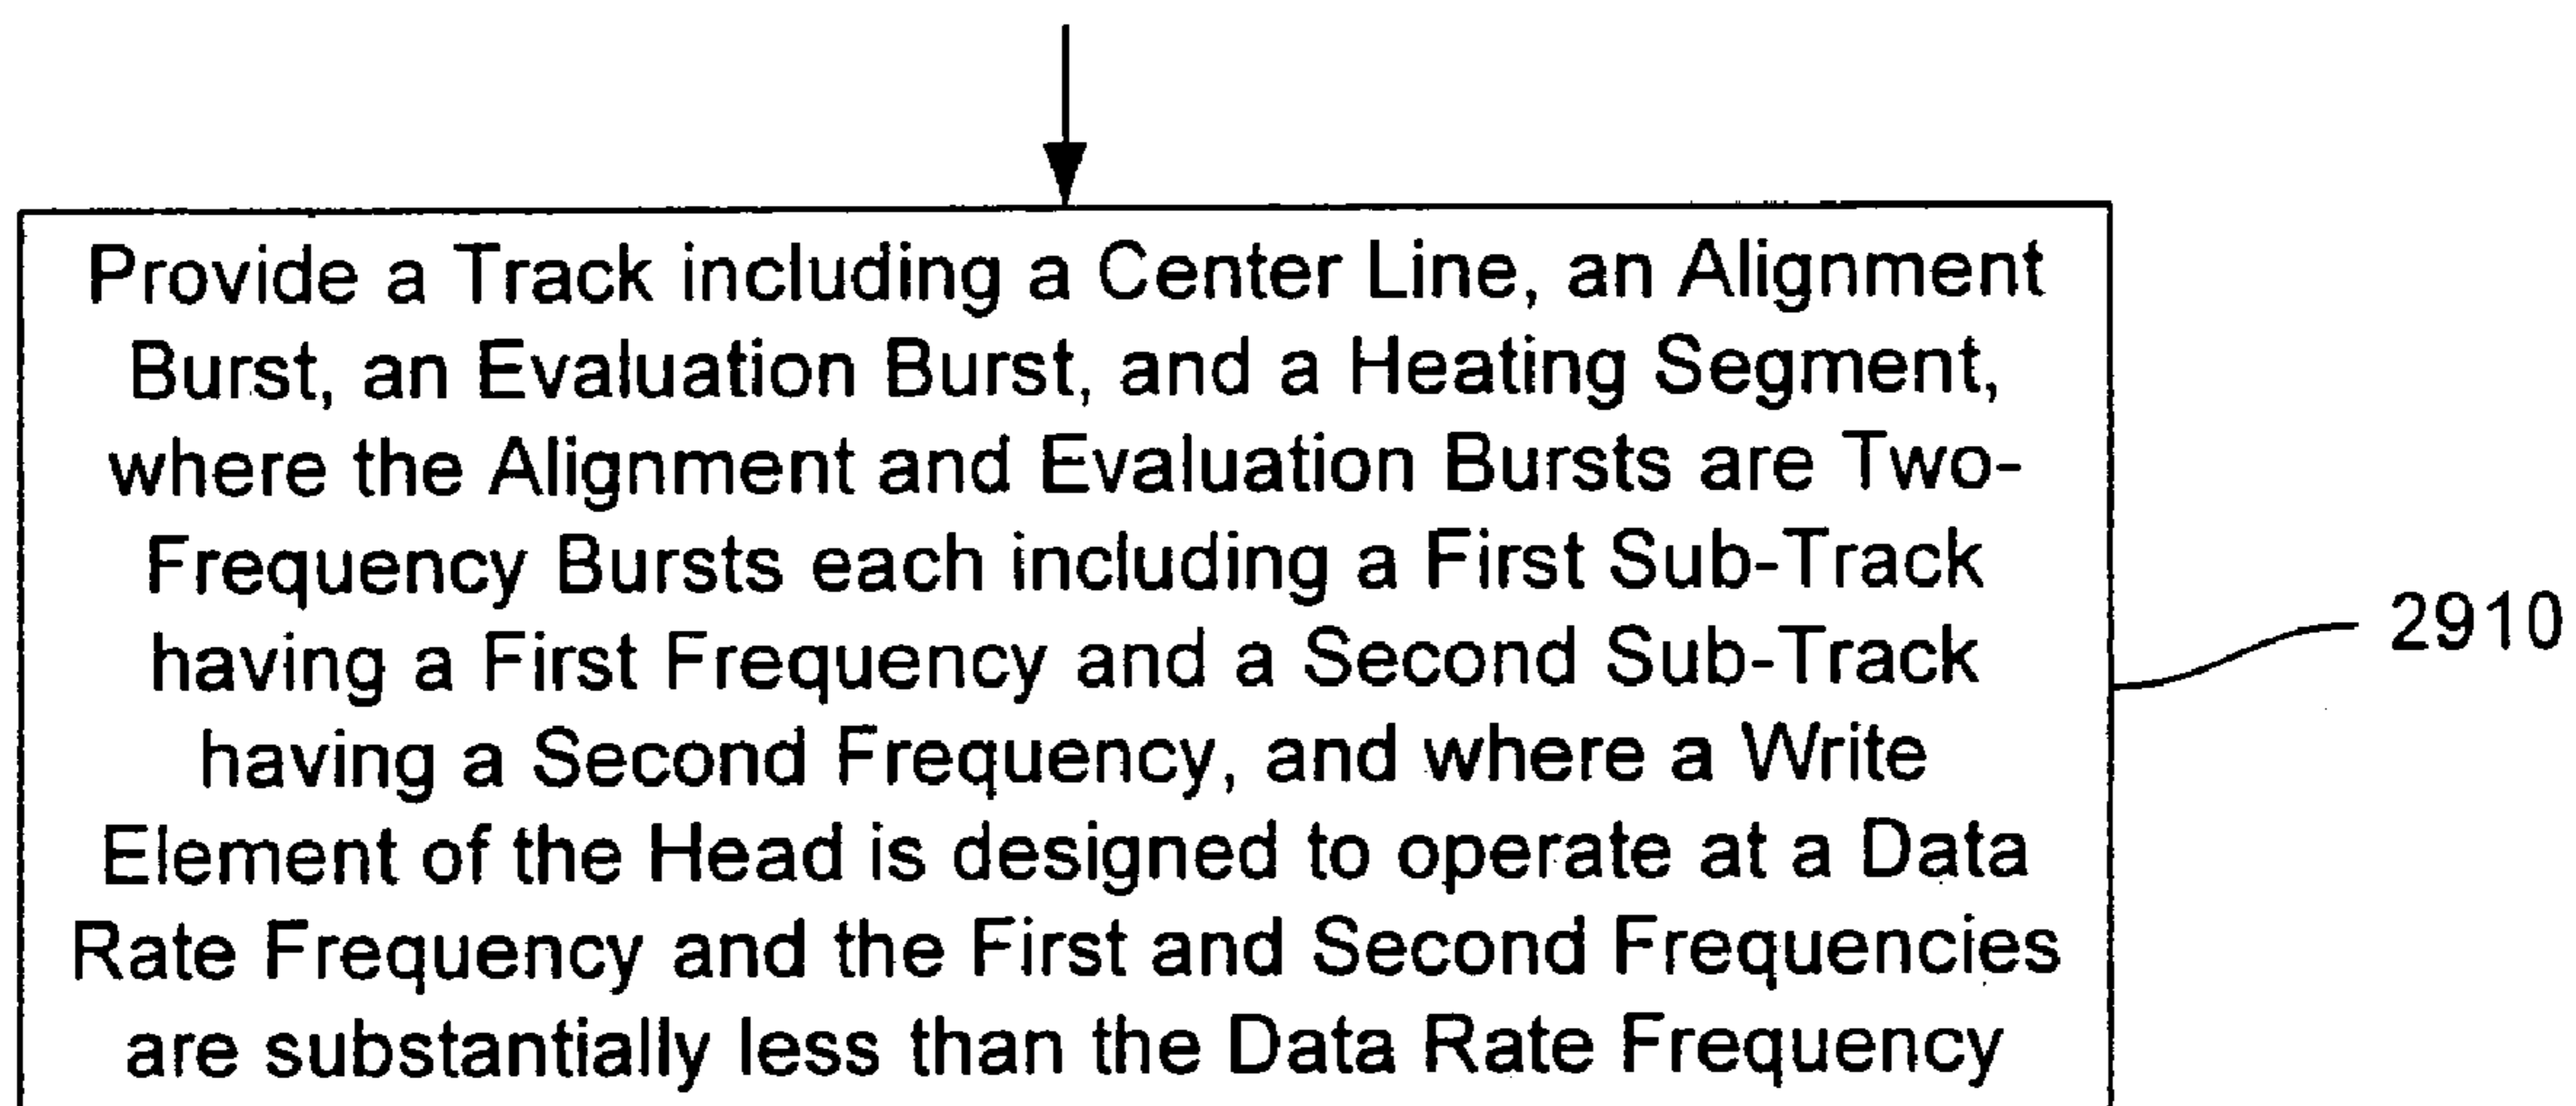 Provide a Track including a Center Line, an Alignment
Burst, an Evaluation Burst, and a Heating Segment,
where the Alignment and Evaluation Bursts are Two-
Frequency Bursts each including a First Sub-Track
having a First Frequency and a Second Sub-Track
having a Second Frequency, and where a Write
Element of the Head is designed to operate at a Data
Rate Frequency and the First and Second Frequencies
are substantially less than the Data Rate Frequency
2910